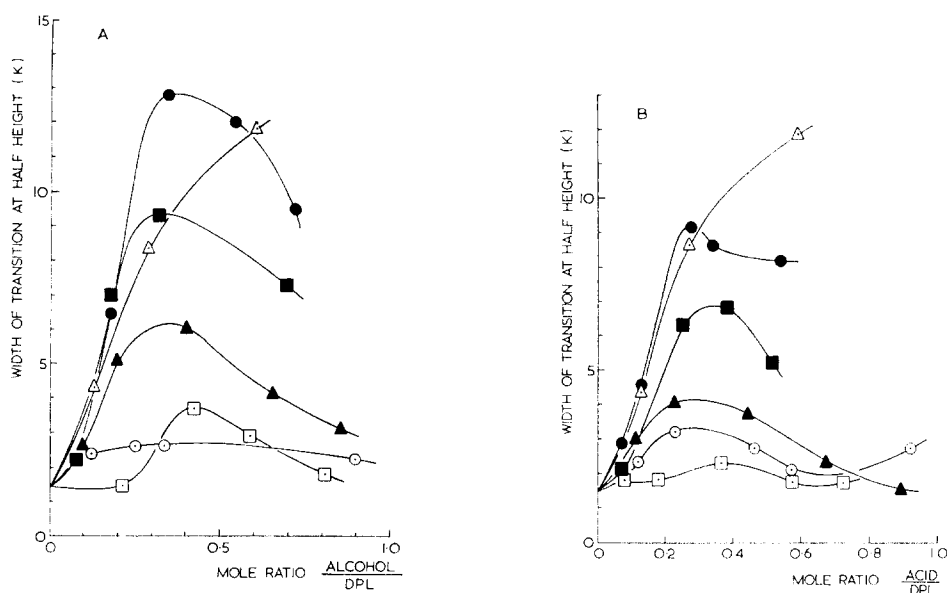 A
WIDTH OF TRANSITION AT HALF HEIGHT (K)
15
10
5
0
0
0·5
1·0
MOLE RATIO ALCOHOL
DPL
B
WIDTH OF TRANSITION AT HALF HEIGHT (K)
10
5
0
0
0·2
0·4
0·6
0·8
1·0
MOLE RATIO ACID
DPL